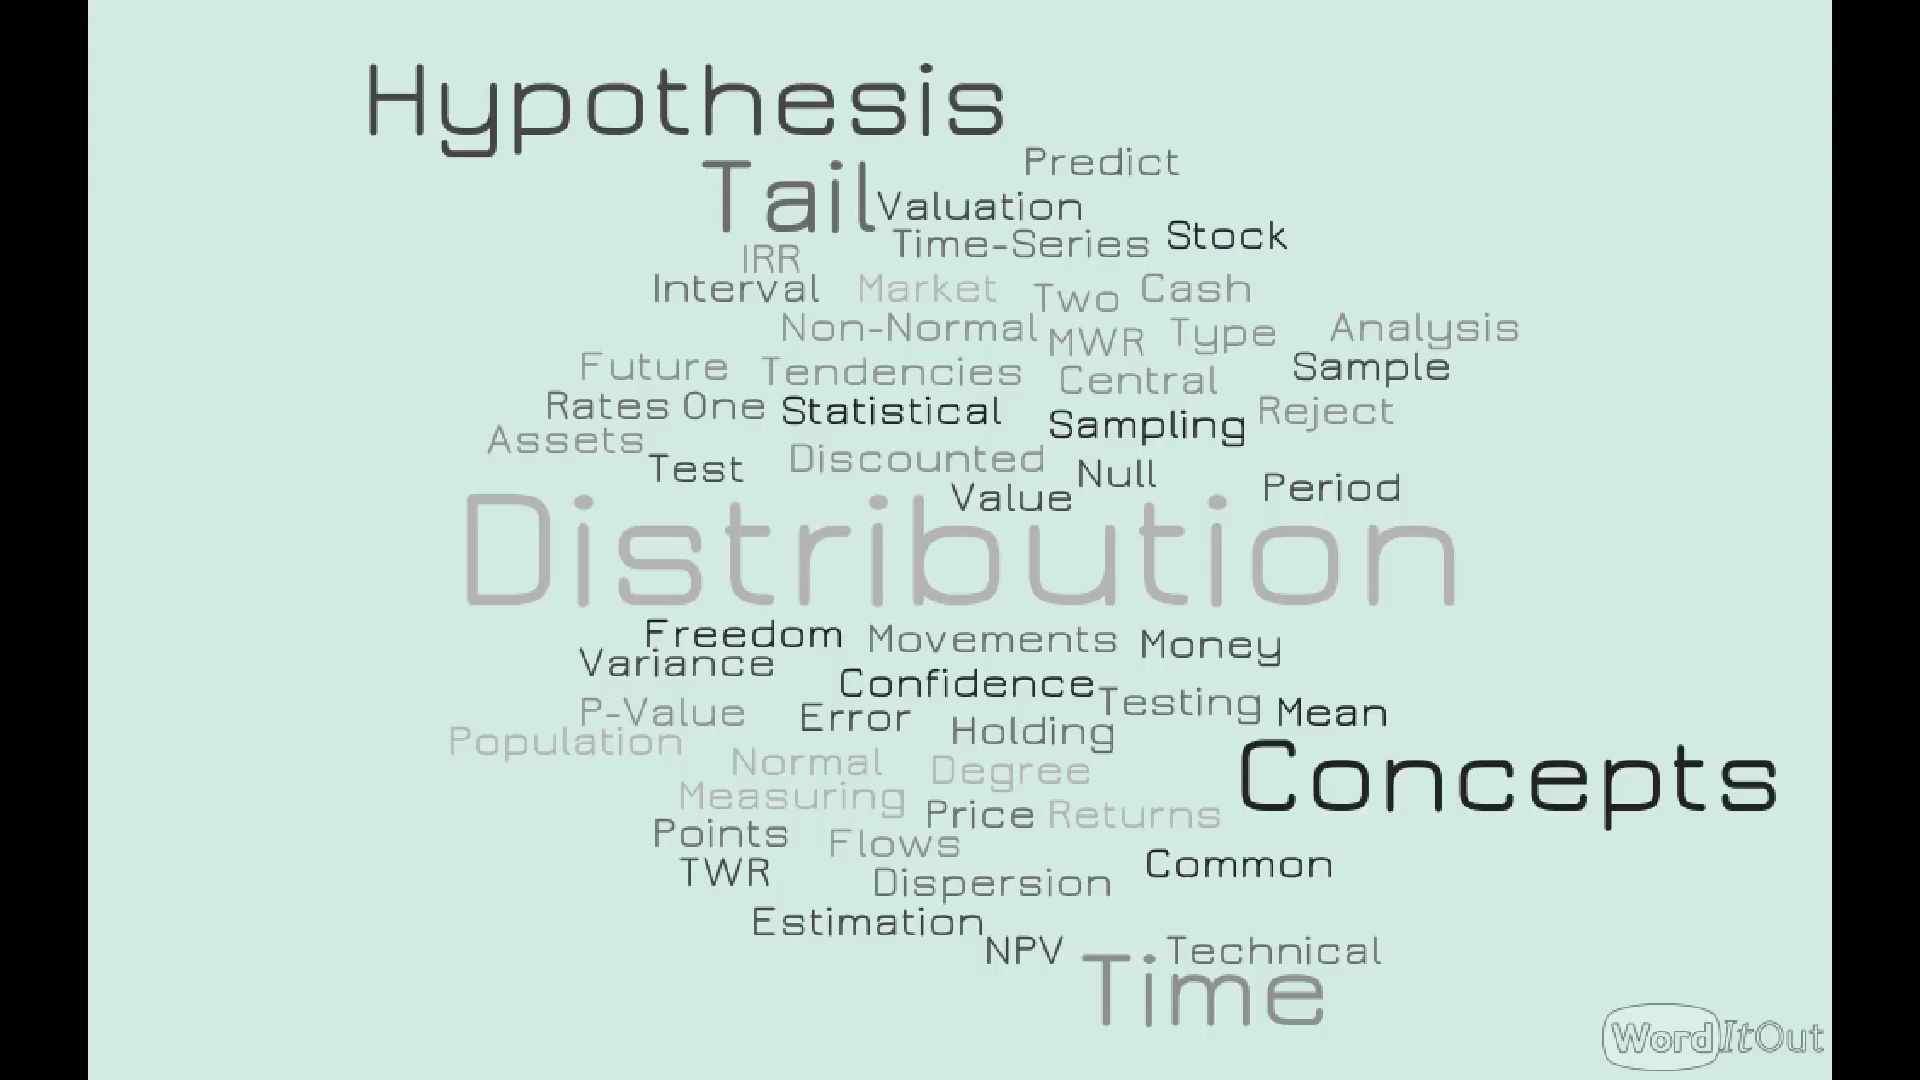 Hypothesis
Predict
Tail
Valuation
Stock
Time-Series
IRR
Interval
Market
Two
Cash
Non-Normal
MWR
Type
Analysis
Future
Tendencies
Central
Sample
Rates
One
Statistical
Sampling
Reject
Assets
Test
Discounted
Null
Value
Period
Distribution
Freedom
Movements
Money
Variance
Confidence
Testing
P-Value
Error
Holding
Mean
Population
Normal
Degree
Concepts
Measuring
Price
Returns
Points
Flows
Common
TWR
Dispersion
Estimation
NPV
Technical
Time
WordItOut